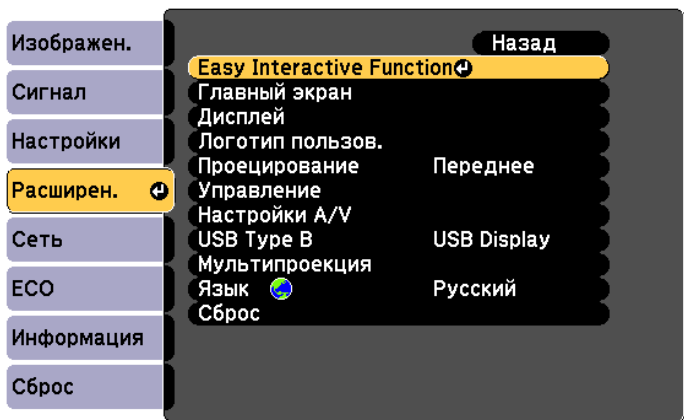 Изображен.
Сигнал
Настройки
Расширен.
Сеть
ECO
Информация
Сброс
Назад
Easy Interactive Function
Главный экран
Дисплей
Логотип пользов.
Проецирование Переднее
Управление
Настройки A/V
USB Type B USB Display
Мультипроекция
Язык Русский
Сброс